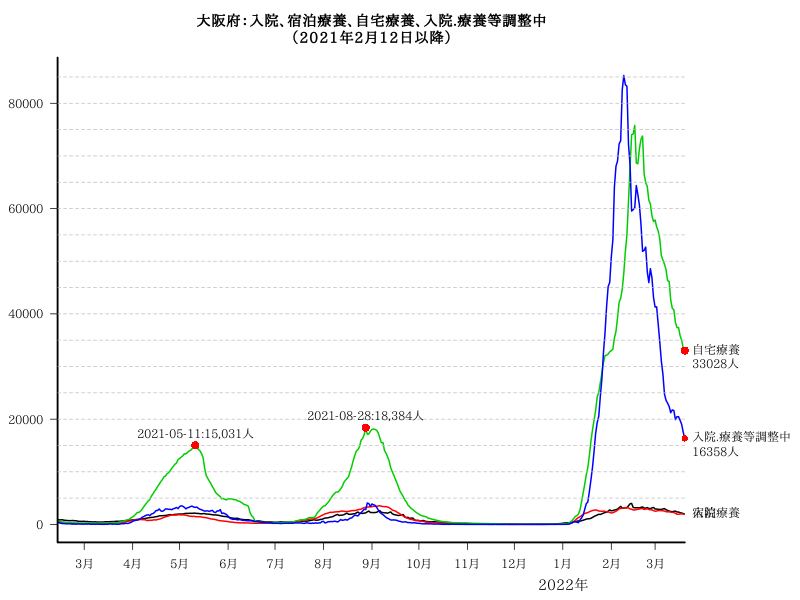 大阪府：入院、宿泊療養、自宅療養、入院.療養等調整中
（2021年2月12日以降）
80000
60000
40000
20000
0
2021-05-11:15,031人
2021-08-28:18,384人
自宅療養
33028人
入院.療養等調整中
16358人
療養
3月
4月
5月
6月
7月
8月
9月
10月
11月
12月
1月
2月
3月
2022年